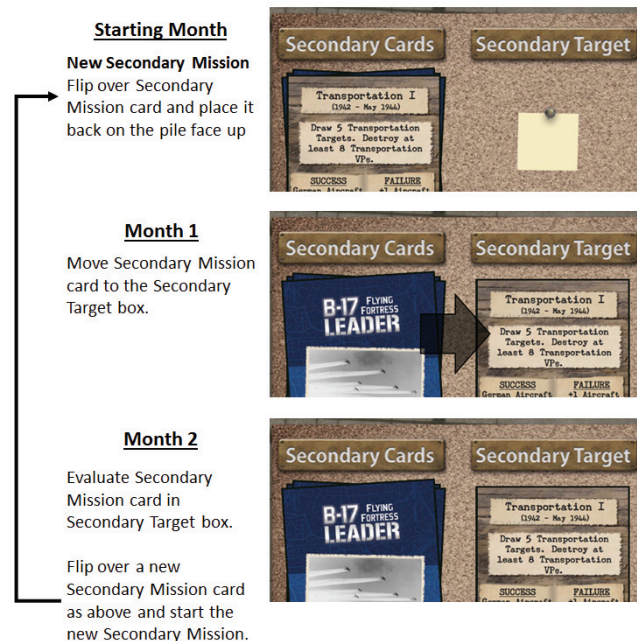 Starting Month
New Secondary Mission
Flip over Secondary
Mission card and place it
back on the pile face up
Secondary Cards
Secondary Target
Transportation I
(1942 - May 1944)
Draw 5 Transportation
Targets. Destroy at
least 8 Transportation
VPs.
SUCCESS
FAILURE
German Aircraft
+1 Aircraft
Month 1
Move Secondary Mission
card to the Secondary
Target box.
Secondary Cards
Secondary Target
B-17 FLYING
FORTRESS
LEADER
Transportation I
(1942 - May 1944)
Draw 5 Transportation
Targets. Destroy at
least 8 Transportation
VPs.
SUCCESS
FAILURE
German Aircraft
+1 Aircraft
Month 2
Evaluate Secondary
Mission card in
Secondary Target box.
Flip over a new
Secondary Mission card
as above and start the
new Secondary Mission.
Secondary Cards
Secondary Target
B-17 FLYING
FORTRESS
LEADER
Transportation I
(1942 - May 1944)
Draw 5 Transportation
Targets. Destroy at
least 8 Transportation
VPs.
SUCCESS
FAILURE